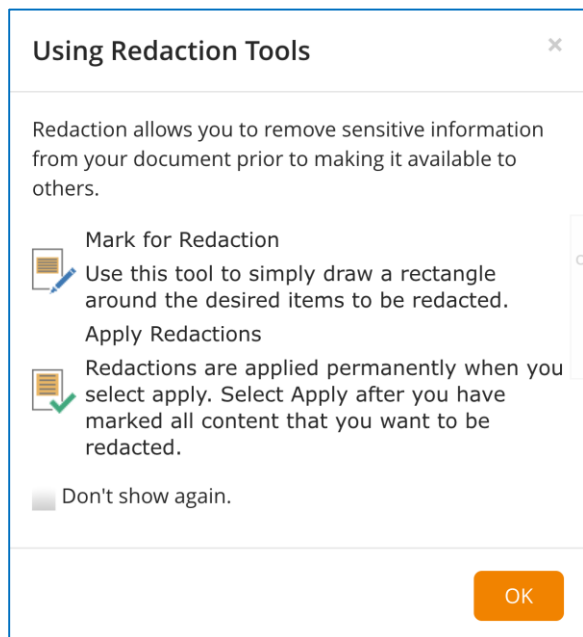 Using Redaction Tools
×
Redaction allows you to remove sensitive information
from your document prior to making it available to
others.
Mark for Redaction
Use this tool to simply draw a rectangle
around the desired items to be redacted.
Apply Redactions
Redactions are applied permanently when you
select apply. Select Apply after you have
marked all content that you want to be
redacted.
Don't show again.
OK